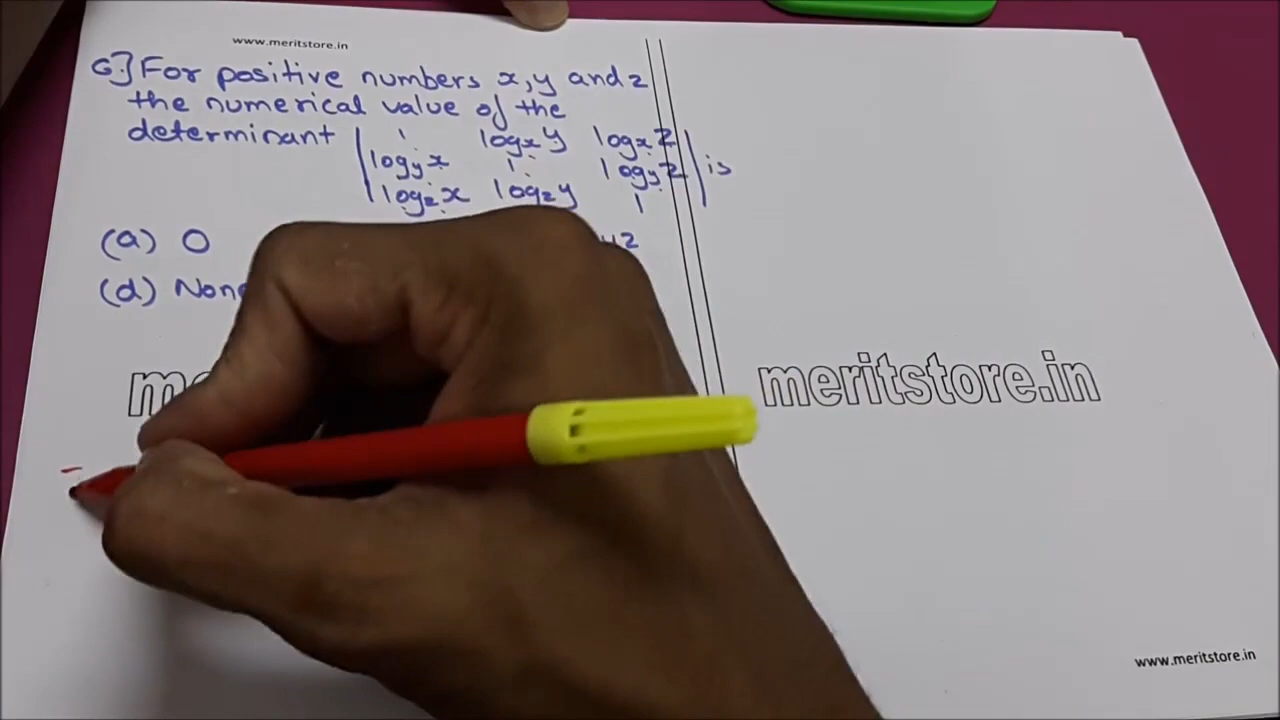 www.meritstore.in
G.] For positive numbers x, y and z
the numerical value of the
determinant | 1 logx y logx z |
| logy x 1 logy z | is
| logz x logz y 1 |
(a) 0
(d) None
meritstore.in
www.meritstore.in